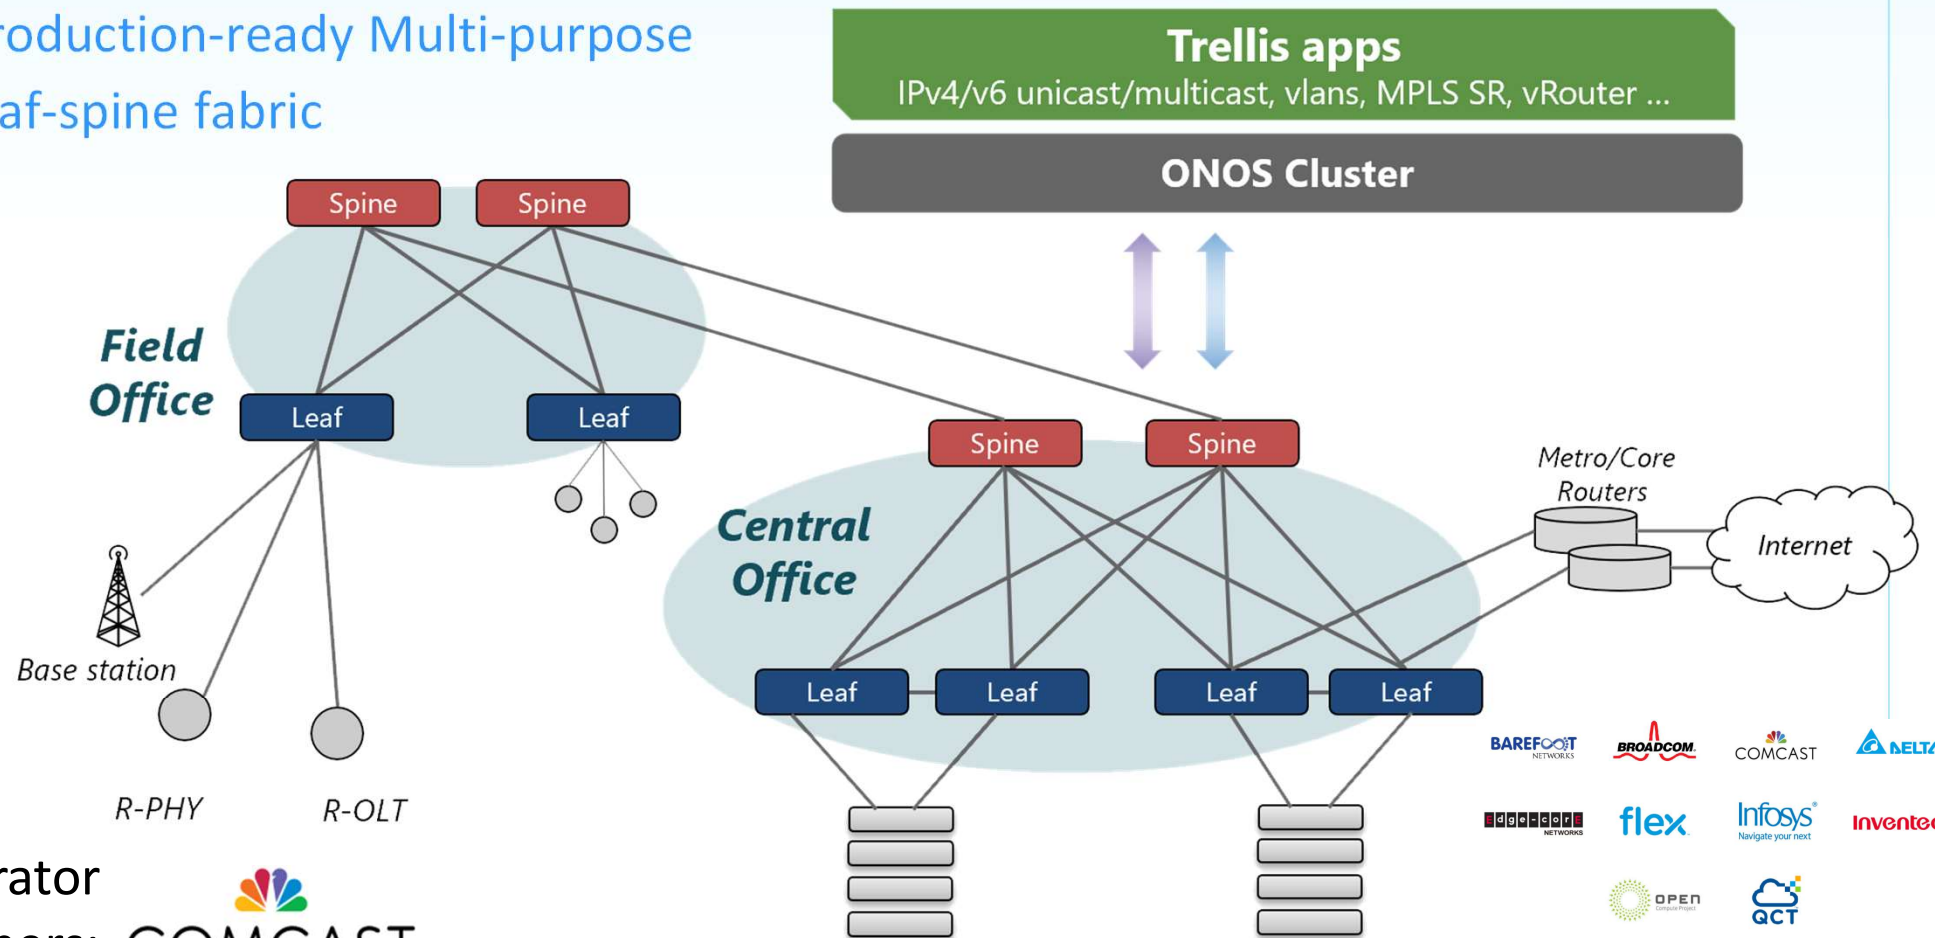 roduction-ready Multi-purpose
af-spine fabric
Trellis apps
IPv4/v6 unicast/multicast, vlans, MPLS SR, vRouter ...
ONOS Cluster
Spine
Spine
Field
Office
Leaf
Leaf
Spine
Spine
Metro/Core
Routers
Internet
Central
Office
Base station
Leaf
Leaf
Leaf
Leaf
R-PHY
R-OLT
BAREFOOT
NETWORKS
BROADCOM.
COMCAST
DELTA
Edge-corE
NETWORKS
flex
Infosys®
Navigate your next
Inventec
rator
COMCAST
OPEN
Compute Project
QCT